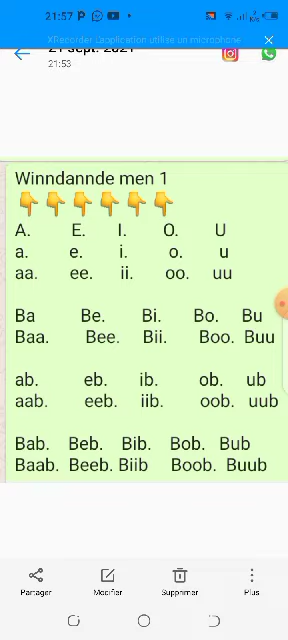 21:57
XRecorder L'application utilise un microphone
21 sept. 2021
21:53
Winndannde men 1
A. E. I. O. U
a. e. i. o. u
aa. ee. ii. oo. uu
Ba Be. Bi. Bo. Bu
Baa. Bee. Bii. Boo. Buu
ab. eb. ib. ob. ub
aab. eeb. iib. oob. uub
Bab. Beb. Bib. Bob. Bub
Baab. Beeb. Biib Boob. Buub
Partager Modifier Supprimer Plus